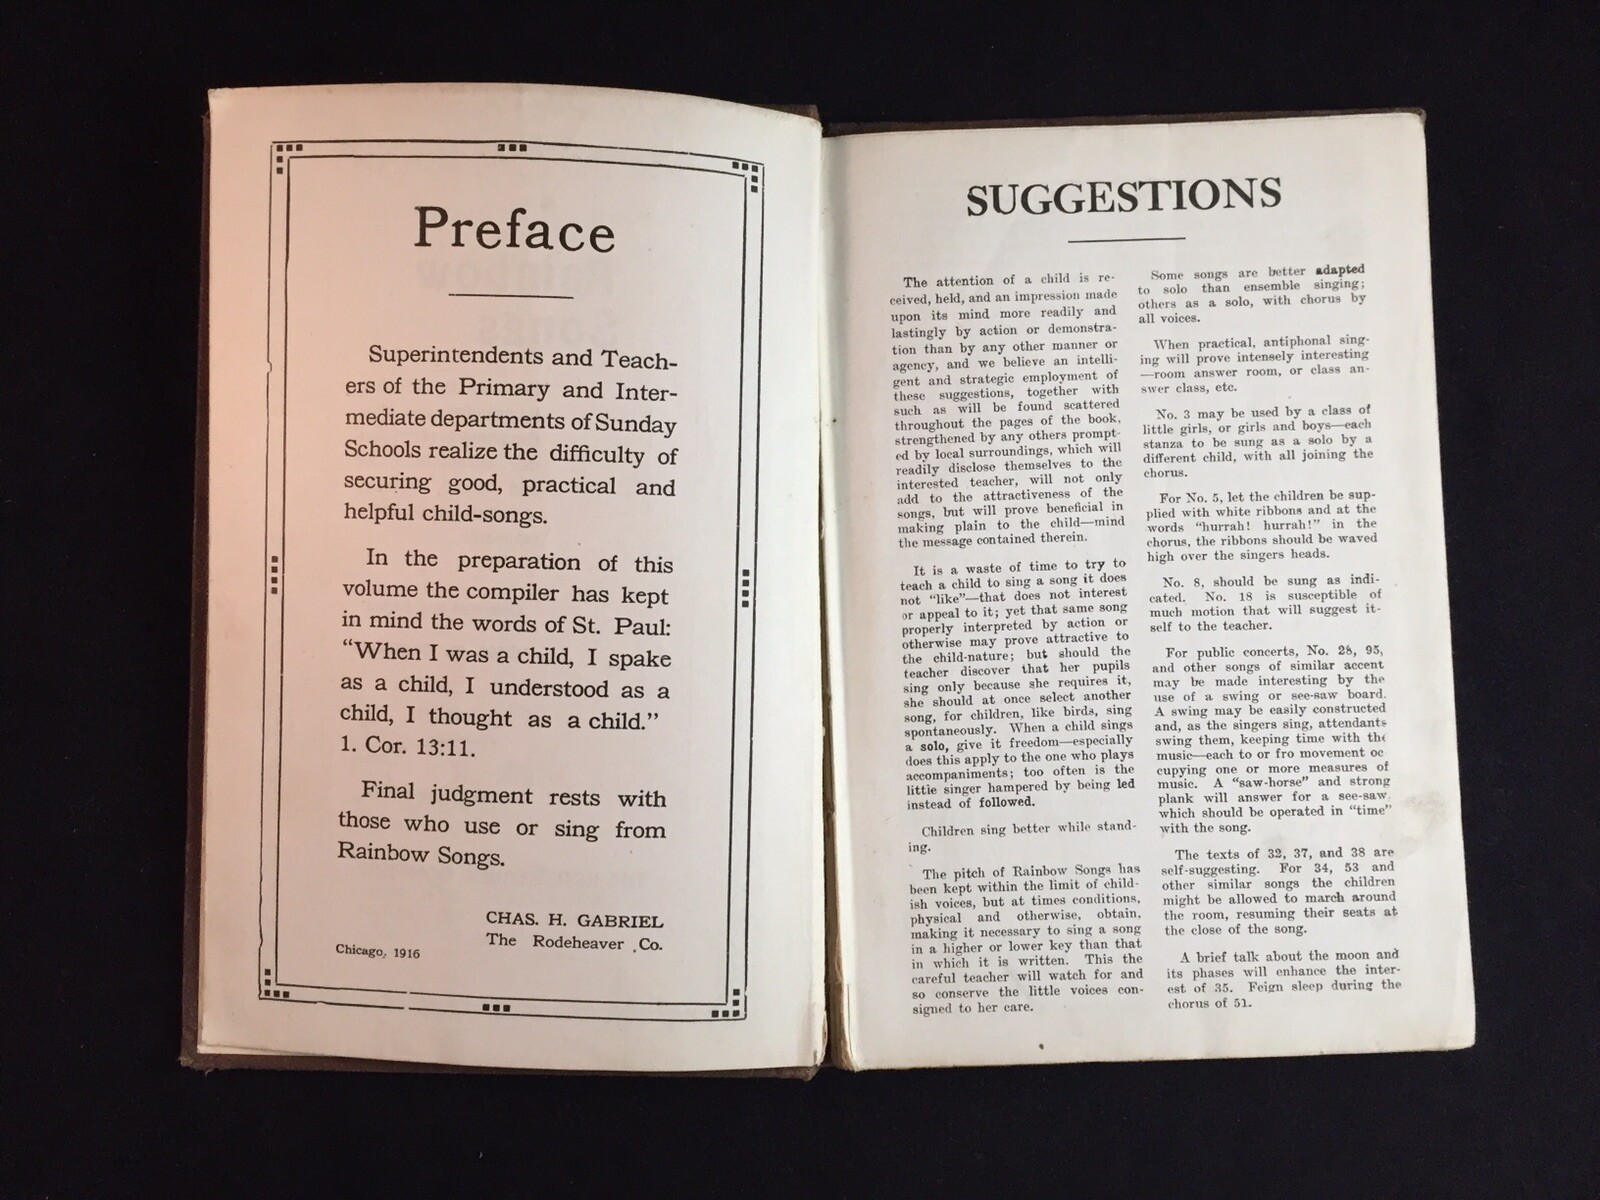 Preface
Superintendents and Teach-
ers of the Primary and Inter-
mediate departments of Sunday
Schools realize the difficulty of
securing good, practical and
helpful child-songs.
In the preparation of this
volume the compiler has kept
in mind the words of St. Paul:
“When I was a child, I spake
as a child, I understood as a
child, I thought as a child.”
1. Cor. 13:11.
Final judgment rests with
those who use or sing from
Rainbow Songs.
CHAS. H. GABRIEL
The Rodeheaver Co.
Chicago, 1916
SUGGESTIONS
The attention of a child is re-
ceived, held, and an impression made
upon its mind more readily and
lastingly by action or demonstra-
tion than by any other manner or
agency, and we believe an intelli-
gent and strategic employment of
these suggestions, together with
such as will be found scattered
throughout the pages of the book,
strengthened by any others prompt-
ed by local surroundings, which will
readily disclose themselves to the
interested teacher, will not only
add to the attractiveness of the
songs, but will prove beneficial in
making plain to the child—mind
the message contained therein.
It is a waste of time to try to
teach a child to sing a song it does
not “like”—that does not interest
or appeal to it; yet that same song
properly interpreted by action or
otherwise may prove attractive to
the child-nature; but should the
teacher discover that her pupils
sing only because she requires it,
she should at once select another
song, for children, like birds, sing
spontaneously. When a child sings
a solo, give it freedom—especially
does this apply to the one who plays
accompaniments; too often is the
little singer hampered by being led
instead of followed.
Children sing better while stand-
ing.
The pitch of Rainbow Songs has
been kept within the limit of child-
ish voices, but at times conditions,
physical and otherwise, obtain,
making it necessary to sing a song
in a higher or lower key than that
in which it is written. This the
careful teacher will watch for and
so conserve the little voices con-
signed to her care.
Some songs are better adapted
to solo than ensemble singing;
others as a solo, with chorus by
all voices.
When practical, antiphonal sing-
ing will prove intensely interesting
—room answer room, or class an-
swer class, etc.
No. 3 may be used by a class of
little girls, or girls and boys—each
stanza to be sung as a solo by a
different child, with all joining the
chorus.
For No. 5, let the children be sup-
plied with white ribbons and at the
words “hurrah! hurrah!” in the
chorus, the ribbons should be waved
high over the singers heads.
No. 8, should be sung as indi-
cated. No. 18 is susceptible of
much motion that will suggest it-
self to the teacher.
For public concerts, No. 28, 95,
and other songs of similar accent
may be made interesting by the
use of a swing or see-saw board.
A swing may be easily constructed
and, as the singers sing, attendants
swing them, keeping time with the
music—each to or fro movement oc
cupying one or more measures of
music. A “saw-horse” and strong
plank will answer for a see-saw,
which should be operated in “time”
with the song.
The texts of 32, 37, and 38 are
self-suggesting. For 34, 53 and
other similar songs the children
might be allowed to march around
the room, resuming their seats at
the close of the song.
A brief talk about the moon and
its phases will enhance the inter-
est of 35. Feign sleep during the
chorus of 51.